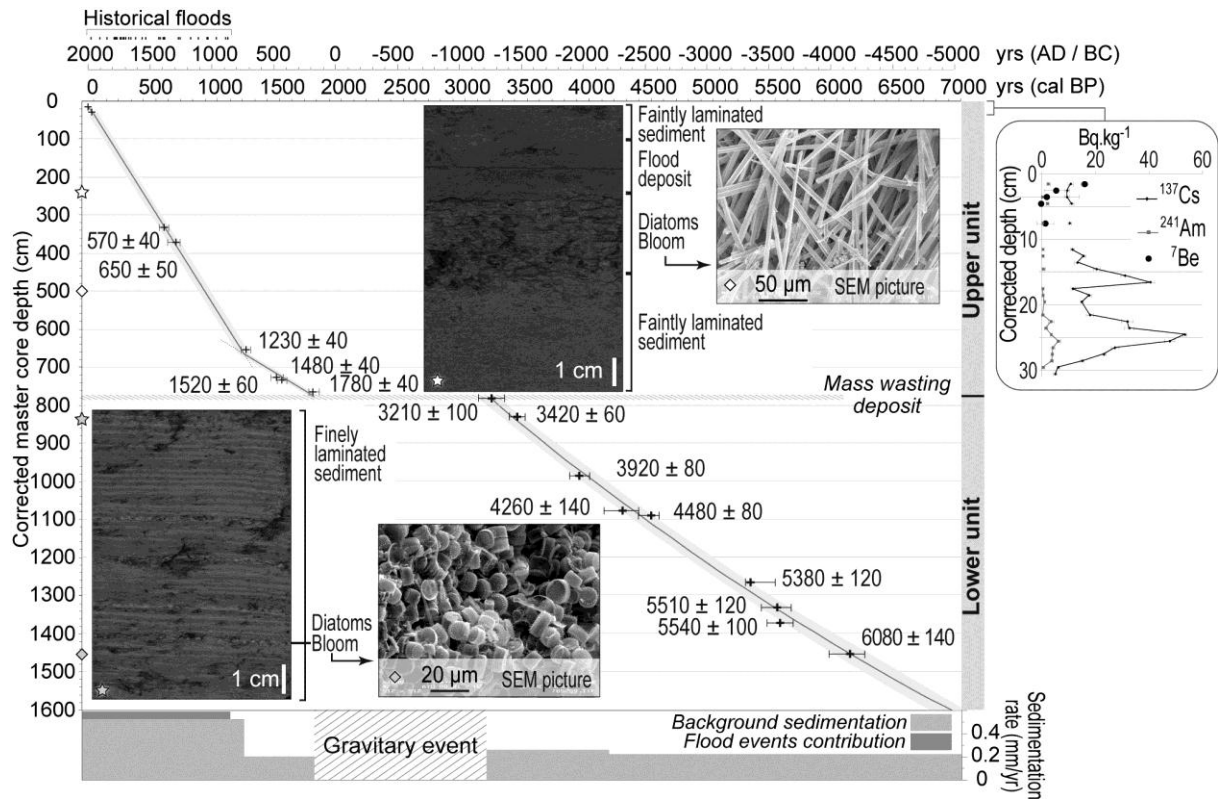 Historical floods
2000 1500 1000 500 0 -500 -1000 -1500 -2000 -2500 -3000 -3500 -4000 -4500 -5000 yrs (AD / BC)
0 500 1000 1500 2000 2500 3000 3500 4000 4500 5000 5500 6000 6500 7000 yrs (cal BP)
Corrected master core depth (cm)
0
100
200
300
400
500
600
700
800
900
1000
1100
1200
1300
1400
1450
1500
1600
570 ± 40
650 ± 50
1230 ± 40
1480 ± 40
1520 ± 60
1780 ± 40
3210 ± 100
3420 ± 60
3920 ± 80
4260 ± 140
4480 ± 80
5380 ± 120
5510 ± 120
5540 ± 100
6080 ± 140
Faintly laminated
sediment
Flood
deposit
Diatoms
Bloom
Faintly laminated
sediment
1 cm
50 µm
SEM picture
Mass wasting
deposit
Upper unit
Lower unit
Finely
laminated
sediment
Diatoms
Bloom
1 cm
20 µm
SEM picture
Bq.kg-1
0 20 40 60
Corrected depth (cm)
0
10
20
30
137Cs
241Am
7Be
Gravitary event
Background sedimentation
Flood events contribution
Sedimentation
rate (mm/yr)
0.4
0.2
0